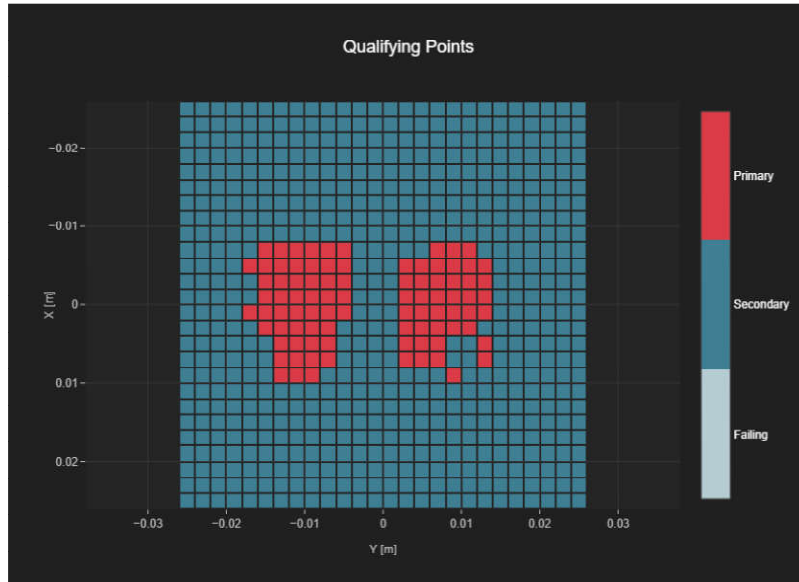 Qualifying Points
−0.02
−0.01
0
0.01
0.02
X [m]
−0.03
−0.02
−0.01
0
0.01
0.02
0.03
Y [m]
Primary
Secondary
Failing